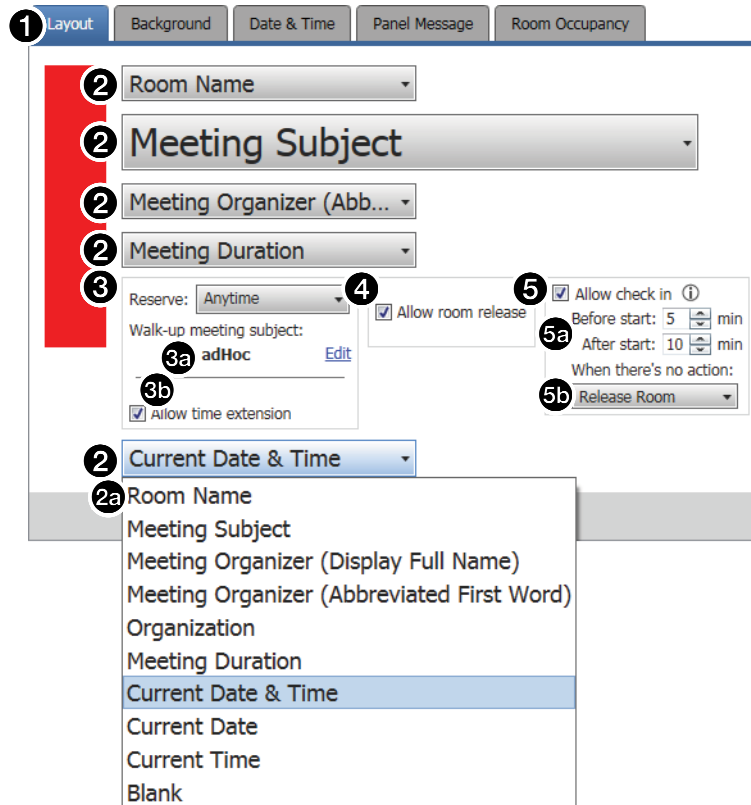 1 Layout Background Date & Time Panel Message Room Occupancy
2 Room Name
2 Meeting Subject
2 Meeting Organizer (Abb...
2 Meeting Duration
3 4 5 Allow check in
Reserve: Anytime Allow room release 5a Before start: 5 min
Walk-up meeting subject: After start: 10 min
3a adHoc Edit When there's no action:
3b 5b Release Room
Allow time extension
2 Current Date & Time
2a Room Name
Meeting Subject
Meeting Organizer (Display Full Name)
Meeting Organizer (Abbreviated First Word)
Organization
Meeting Duration
Current Date & Time
Current Date
Current Time
Blank